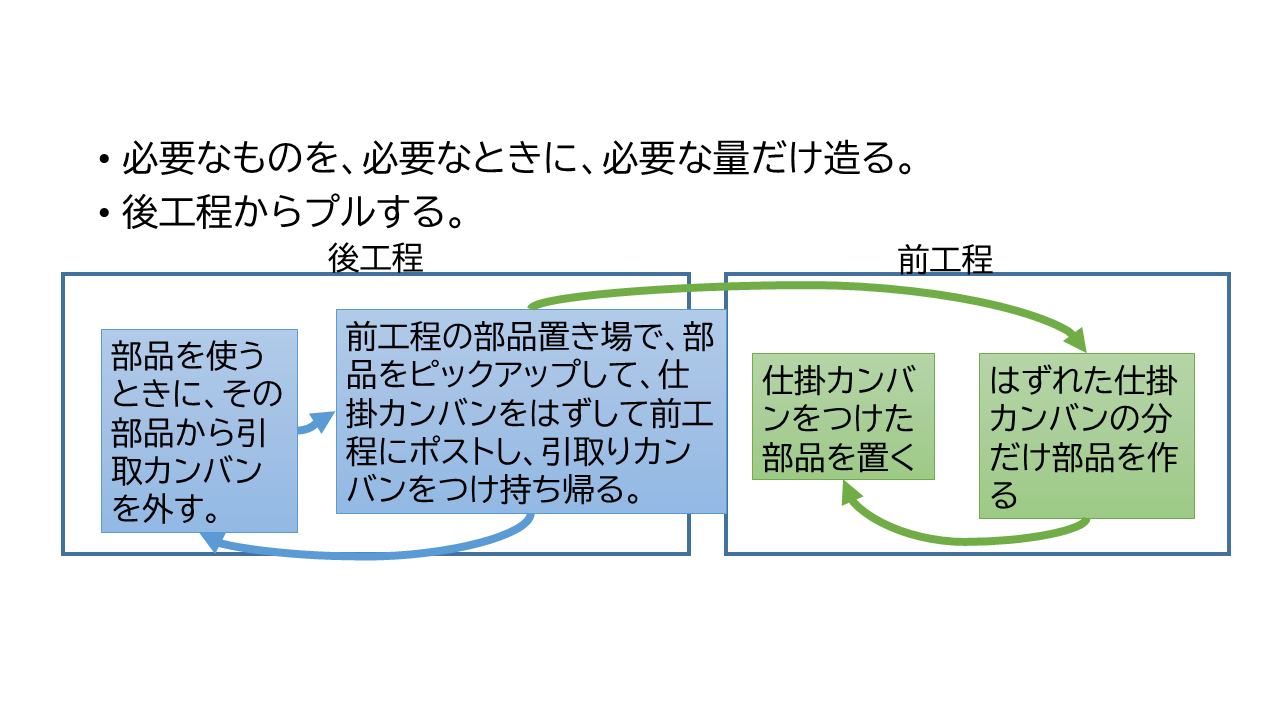 • 必要なものを、必要なときに、必要な量だけ造る。
• 後工程からプルする。
後工程
前工程
部品を使う
ときに、その
部品から引
取カンバン
を外す。
前工程の部品置き場で、部
品をピックアップして、仕
掛カンバンをはずして前工
程にポストし、引取りカン
バンをつけ持ち帰る。
仕掛カンバ
ンをつけた
部品を置く
はずれた仕掛
カンバンの分
だけ部品を作
る